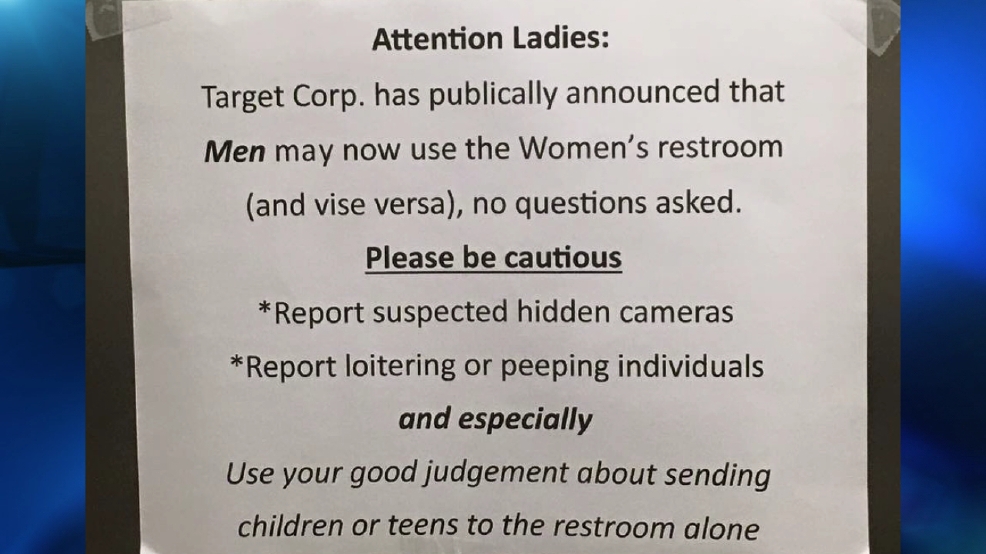 Attention Ladies:
Target Corp. has publically announced that
Men may now use the Women's restroom
(and vise versa), no questions asked.
Please be cautious
*Report suspected hidden cameras
*Report loitering or peeping individuals
and especially
Use your good judgement about sending
children or teens to the restroom alone